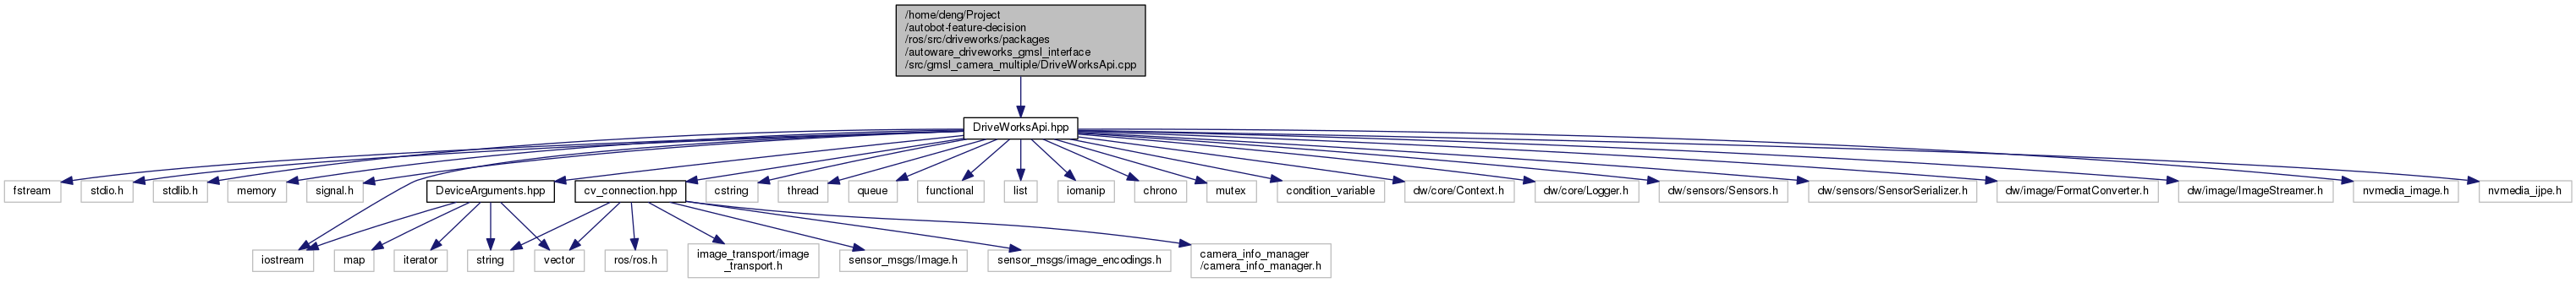 /home/deng/Project
/autobot-feature-decision
/ros/src/driveworks/packages
/autoware_driveworks_gmsl_interface
/src/gmsl_camera_multiple/DriveWorksApi.cpp
DriveWorksApi.hpp
fstream
stdio.h
stdlib.h
memory
signal.h
DeviceArguments.hpp
cv_connection.hpp
cstring
thread
queue
functional
list
iomanip
chrono
mutex
condition_variable
dw/core/Context.h
dw/core/Logger.h
dw/sensors/Sensors.h
dw/sensors/SensorSerializer.h
dw/image/FormatConverter.h
dw/image/ImageStreamer.h
nvmedia_image.h
nvmedia_ijpe.h
iostream
map
iterator
string
vector
ros/ros.h
image_transport/image
_transport.h
sensor_msgs/Image.h
sensor_msgs/image_encodings.h
camera_info_manager
/camera_info_manager.h